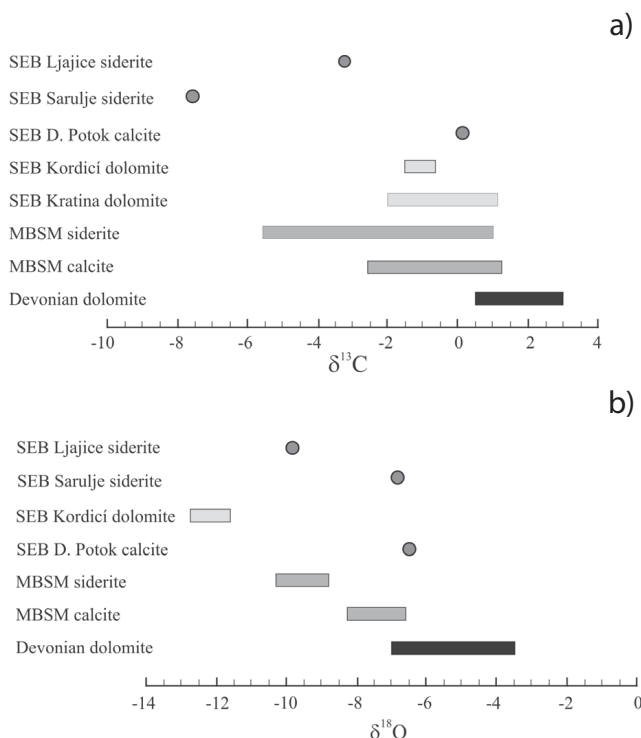 a)
SEB Ljajice siderite
SEB Sarulje siderite
SEB D. Potok calcite
SEB Kordicí dolomite
SEB Kratina dolomite
MBSM siderite
MBSM calcite
Devonian dolomite
-10 -8 -6 -4 -2 0 2 4
δ¹³C
b)
SEB Ljajice siderite
SEB Sarulje siderite
SEB Kordicí dolomite
SEB D. Potok calcite
MBSM siderite
MBSM calcite
Devonian dolomite
-14 -12 -10 -8 -6 -4 -2 0
δ¹⁸O